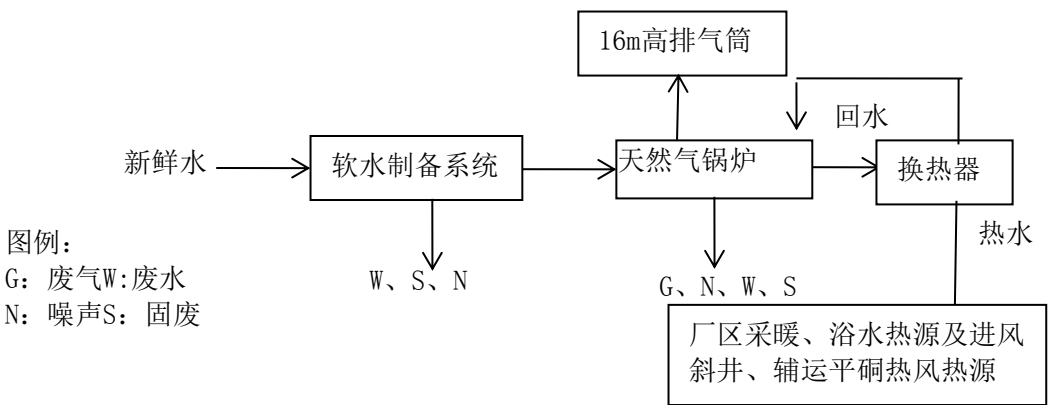 16m高排气筒
回水
新鲜水
软水制备系统
天然气锅炉
换热器
热水
图例:
G: 废气W:废水
N: 噪声S: 固废
W、S、N
G、N、W、S
厂区采暖、浴水热源及进风
斜井、辅运平硐热风热源